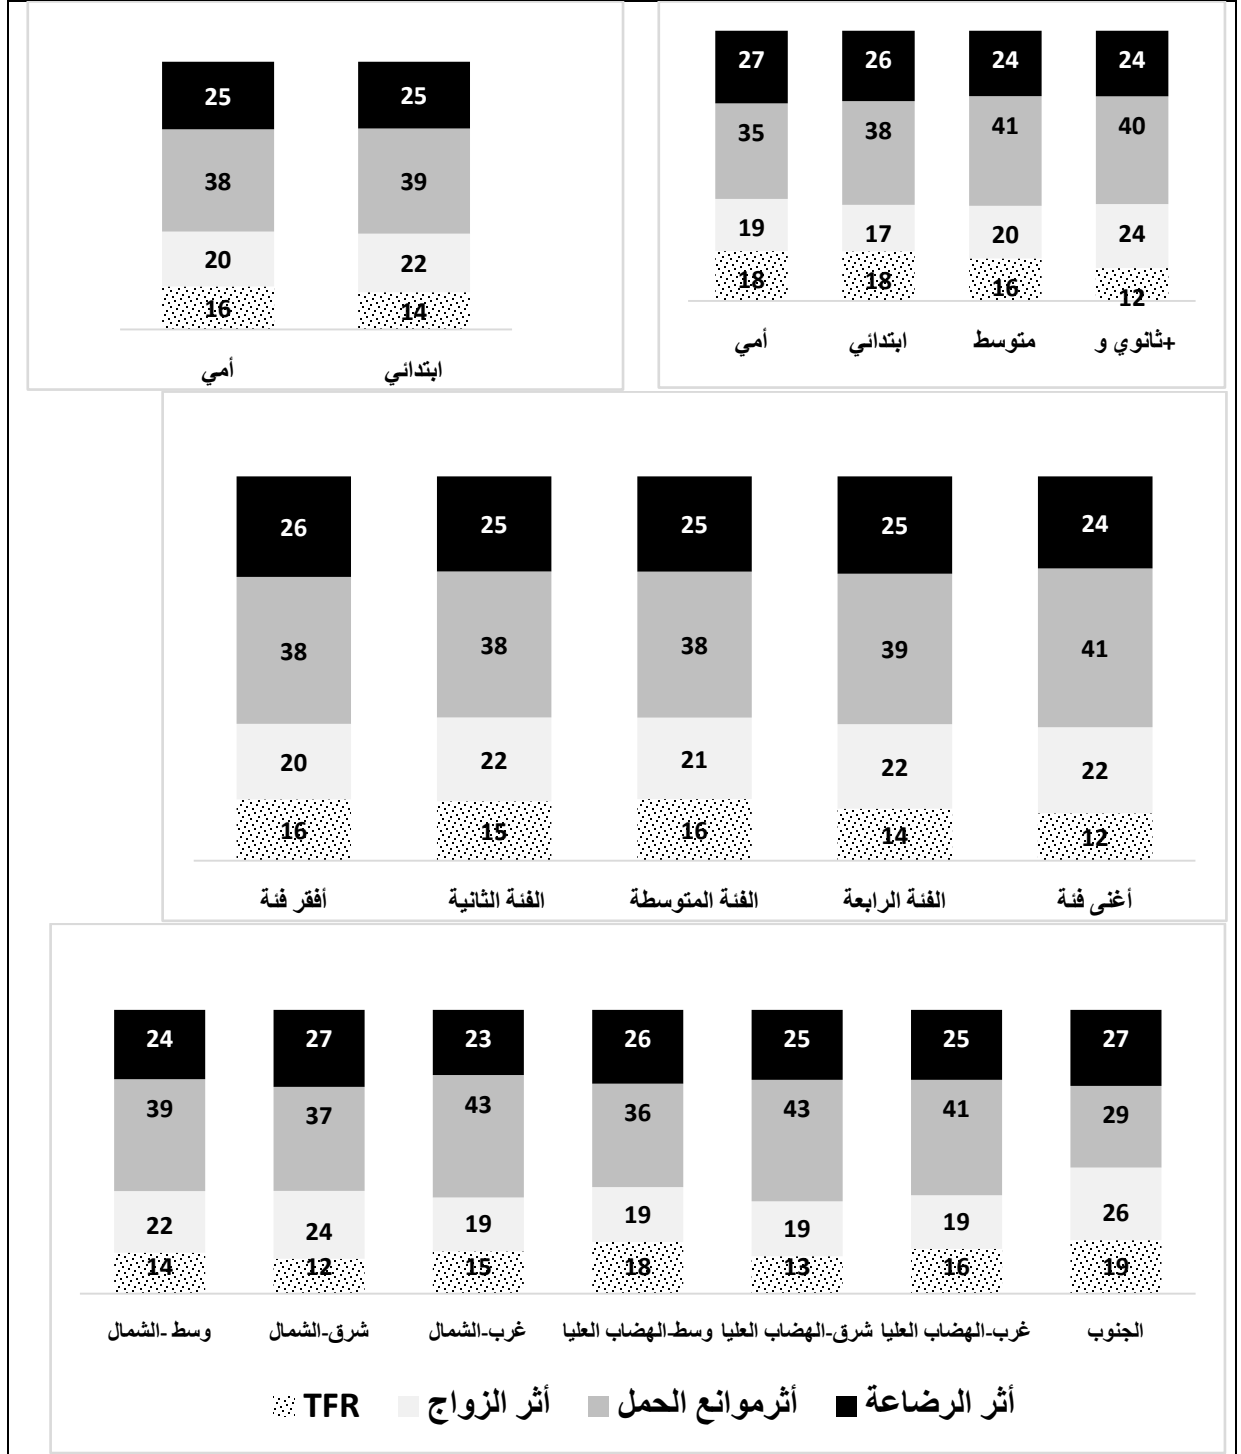 25 25
38 39
20 22
16 14
أمي ابتدائي
27 26 24 24
35 38 41 40
19 17 20 24
18 18 16 12
أمي ابتدائي متوسط ثانوي و+
26 25 25 25 24
38 38 38 39 41
20 22 21 22 22
16 15 16 14 12
أفقر فئة الفئة الثانية الفئة المتوسطة الفئة الرابعة أغنى فئة
24 27 23 26 25 25 27
39 37 43 36 43 41 29
22 24 19 19 19 19 26
14 12 15 18 13 16 19
وسط -الشمال شرق-الشمال غرب-الشمال وسط-الهضاب العليا شرق-الهضاب العليا غرب-الهضاب العليا الجنوب
TFR أثر الزواج أثرموانع الحمل أثر الرضاعة